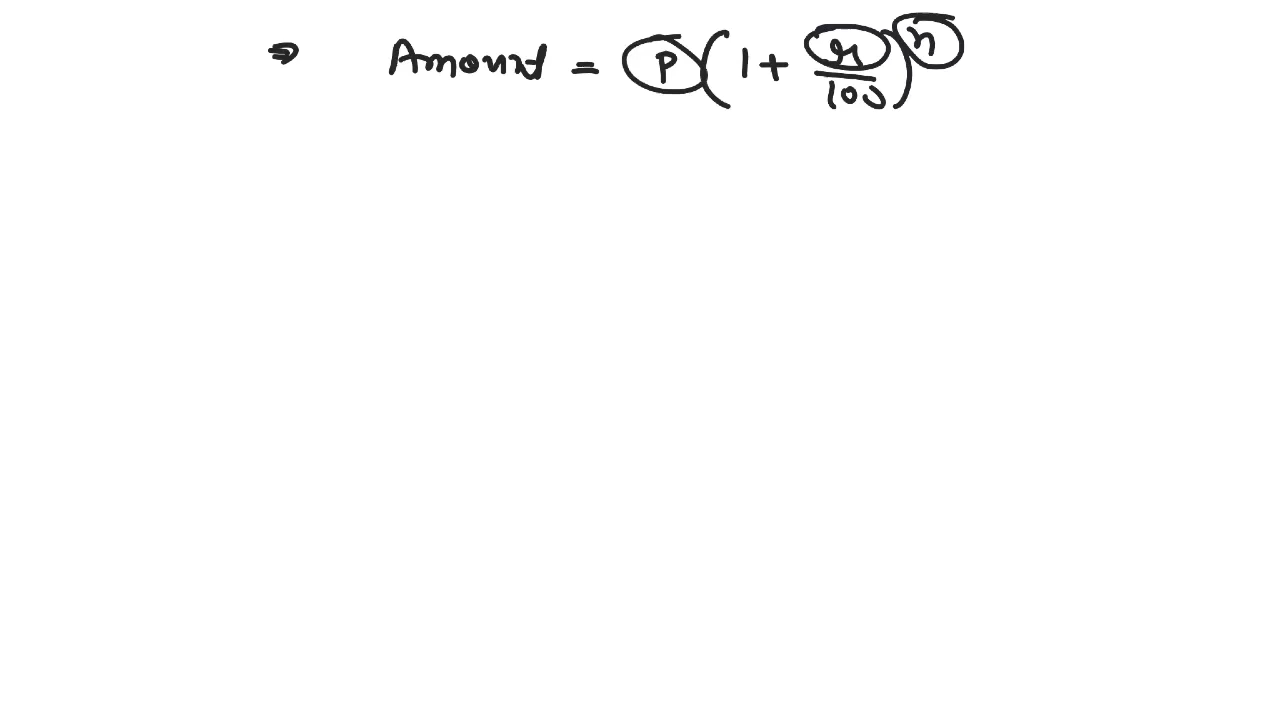 ⇒ Amount = P(1 + r/100)^n